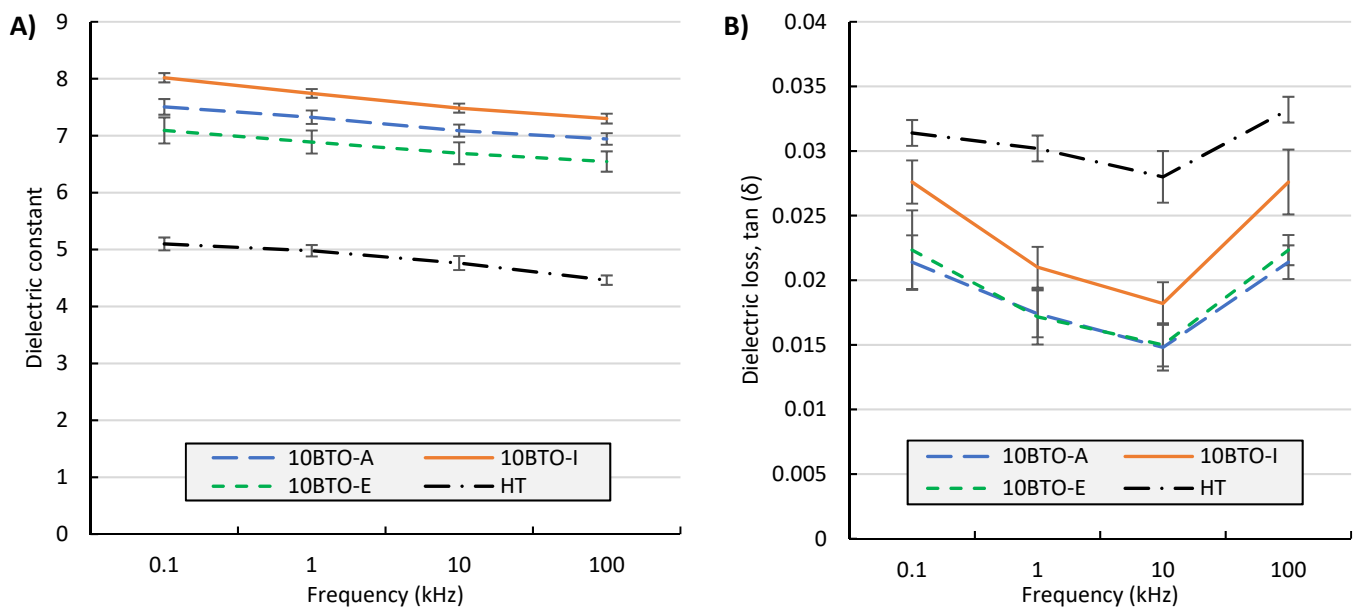 A)
Dielectric constant
9
8
7
6
5
4
3
2
1
0
10BTO-A 10BTO-I
10BTO-E HT
0.1 1 10 100
Frequency (kHz)
B)
Dielectric loss, tan (δ)
0.04
0.035
0.03
0.025
0.02
0.015
0.01
0.005
0
10BTO-A 10BTO-I
10BTO-E HT
0.1 1 10 100
Frequency (kHz)